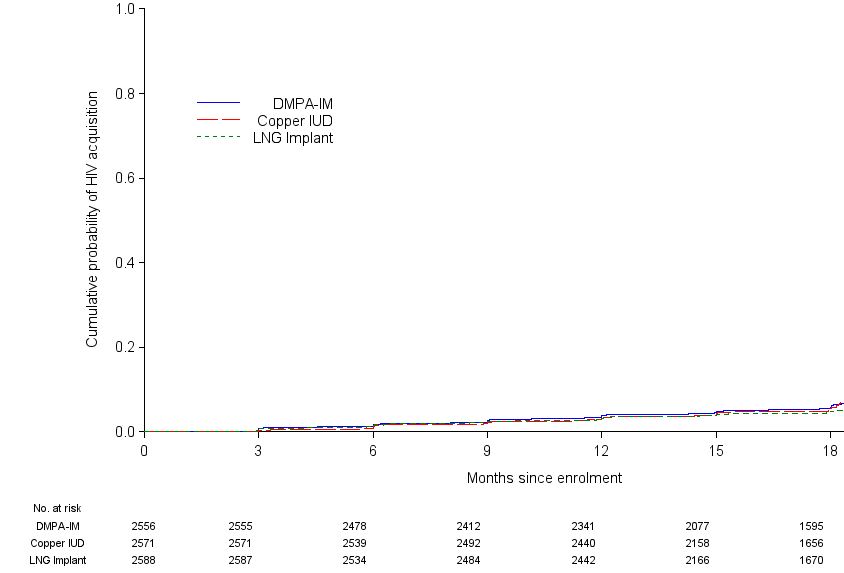 1.0
0.8
0.6
0.4
0.2
0.0
Cumulative probability of HIV acquisition
DMPA-IM
Copper IUD
LNG Implant
0 3 6 9 12 15 18
Months since enrolment
No. at risk
DMPA-IM 2556 2555 2478 2412 2341 2077 1595
Copper IUD 2571 2571 2539 2492 2440 2158 1656
LNG Implant 2588 2587 2534 2484 2442 2166 1670